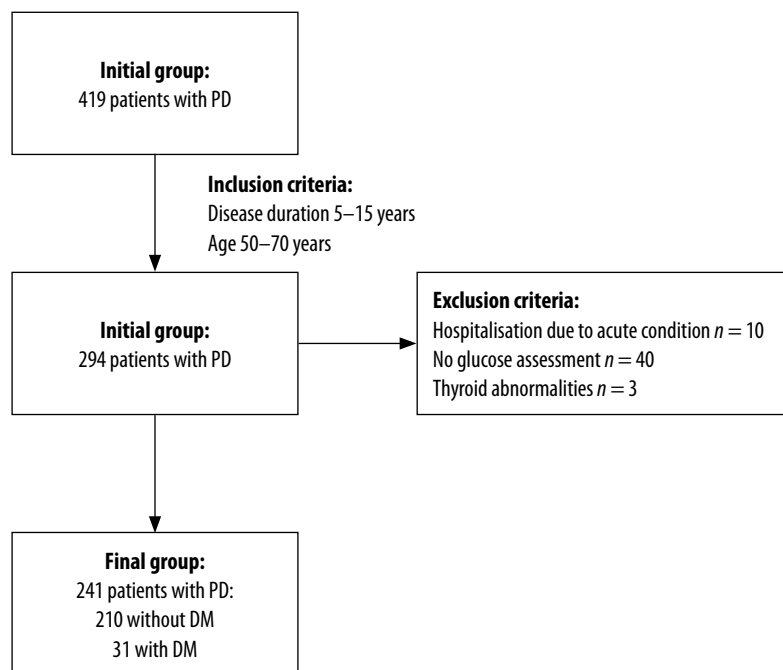 Initial group:
419 patients with PD
Inclusion criteria:
Disease duration 5–15 years
Age 50–70 years
Initial group:
294 patients with PD
Exclusion criteria:
Hospitalisation due to acute condition n = 10
No glucose assessment n = 40
Thyroid abnormalities n = 3
Final group:
241 patients with PD:
210 without DM
31 with DM